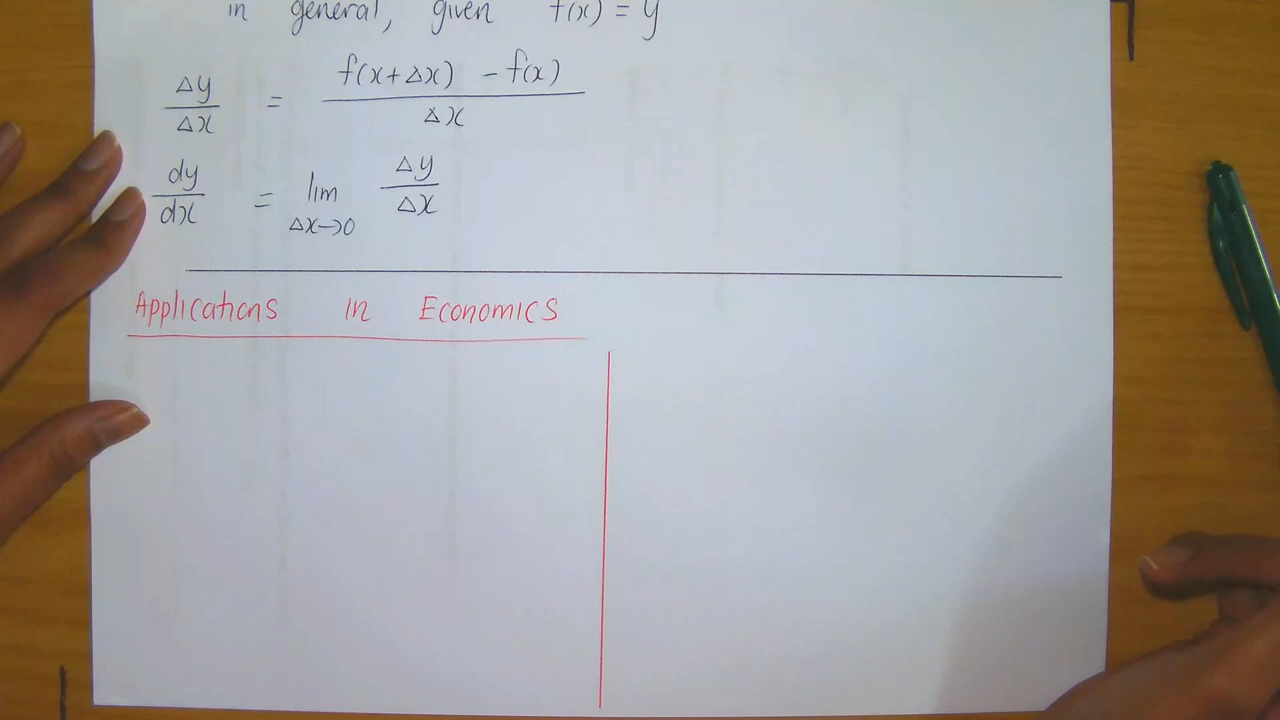 in general, given f(x) = y
Δy/Δx = f(x+Δx) - f(x)/Δx
dy/dx = lim Δx→0 Δy/Δx
Applications in Economics